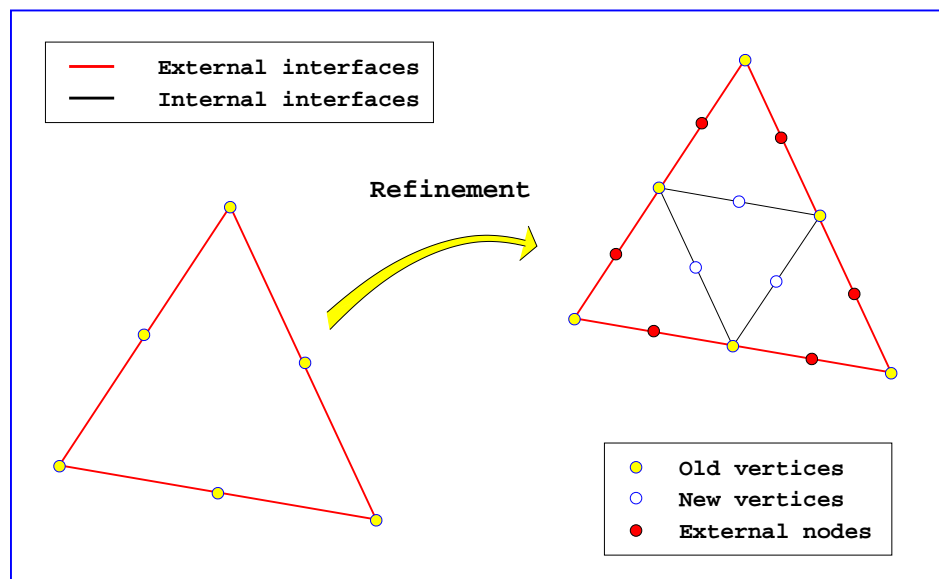 External interfaces
Internal interfaces
Refinement
Old vertices
New vertices
External nodes